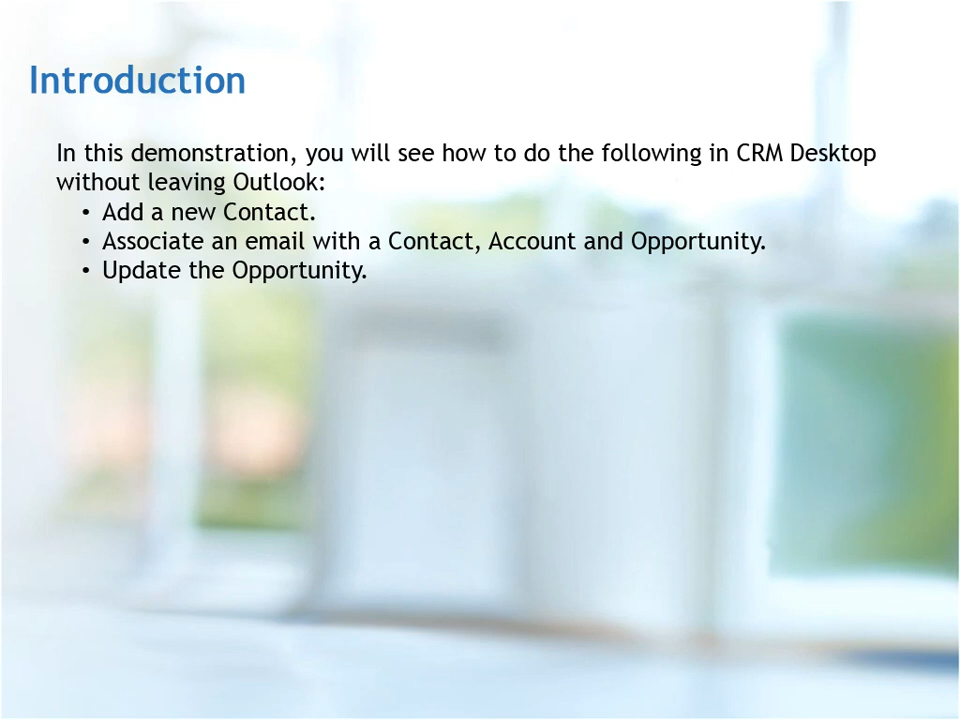 Introduction
In this demonstration, you will see how to do the following in CRM Desktop
without leaving Outlook:
• Add a new Contact.
• Associate an email with a Contact, Account and Opportunity.
• Update the Opportunity.